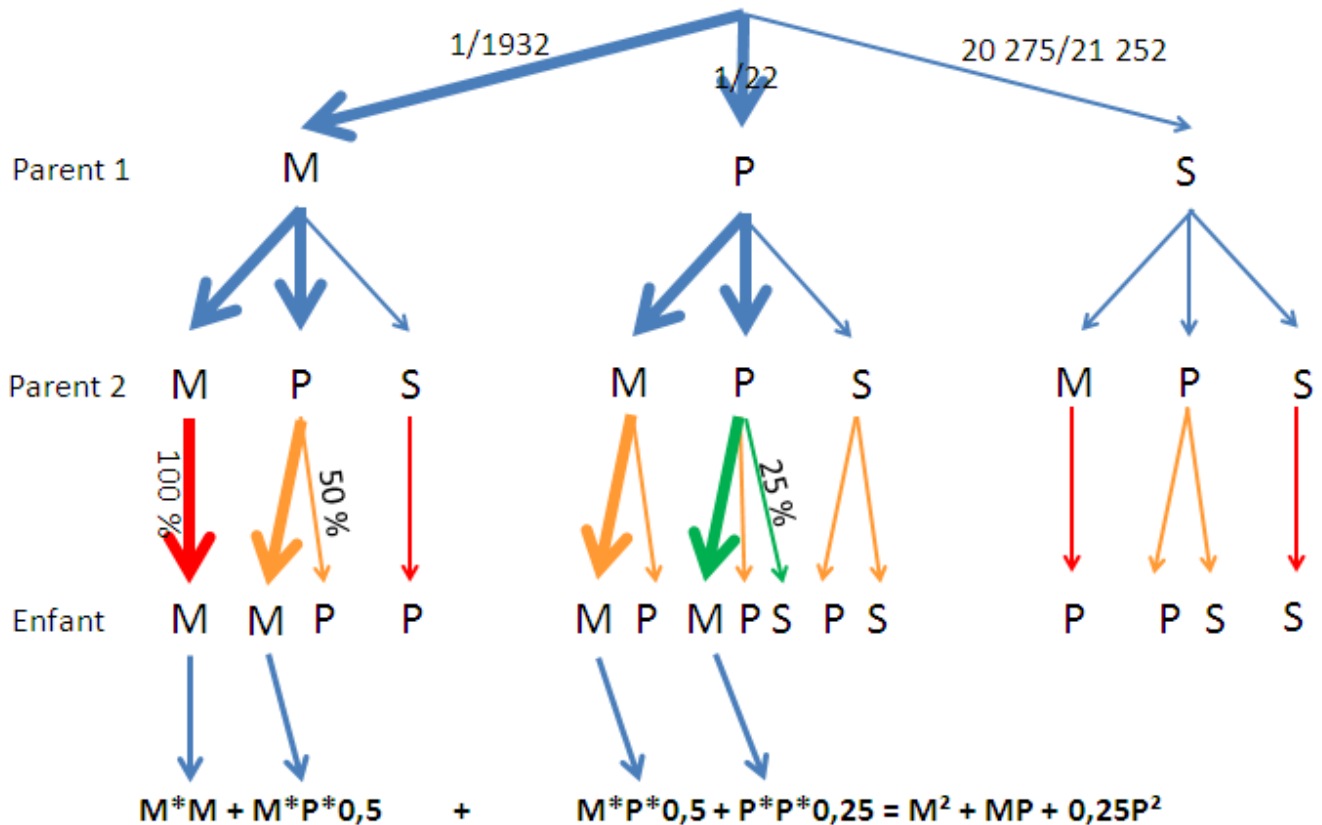 1/1932 1/22 20 275/21 252
Parent 1 M P S
Parent 2 M P S M P S M P S
100 % 50 % 25 %
Enfant M M P P M P M P S P S P P S S
M*M + M*P*0,5 + M*P*0,5 + P*P*0,25 = M² + MP + 0,25P²